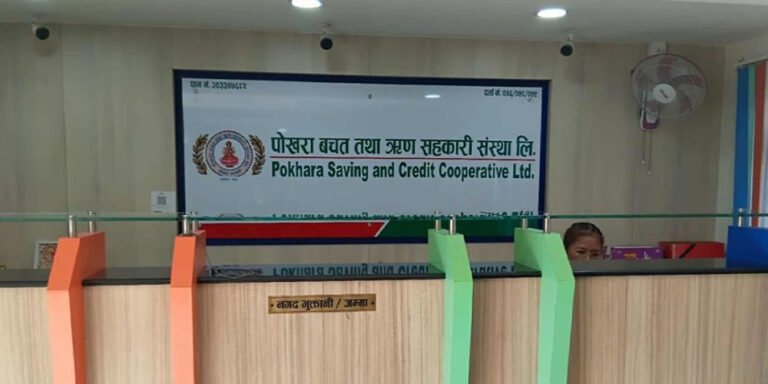 पोखरा बचत तथा ऋण सहकारी संस्था लि.
Pokhara Saving and Credit Cooperative Ltd.
नगद भुक्तानी / जम्मा